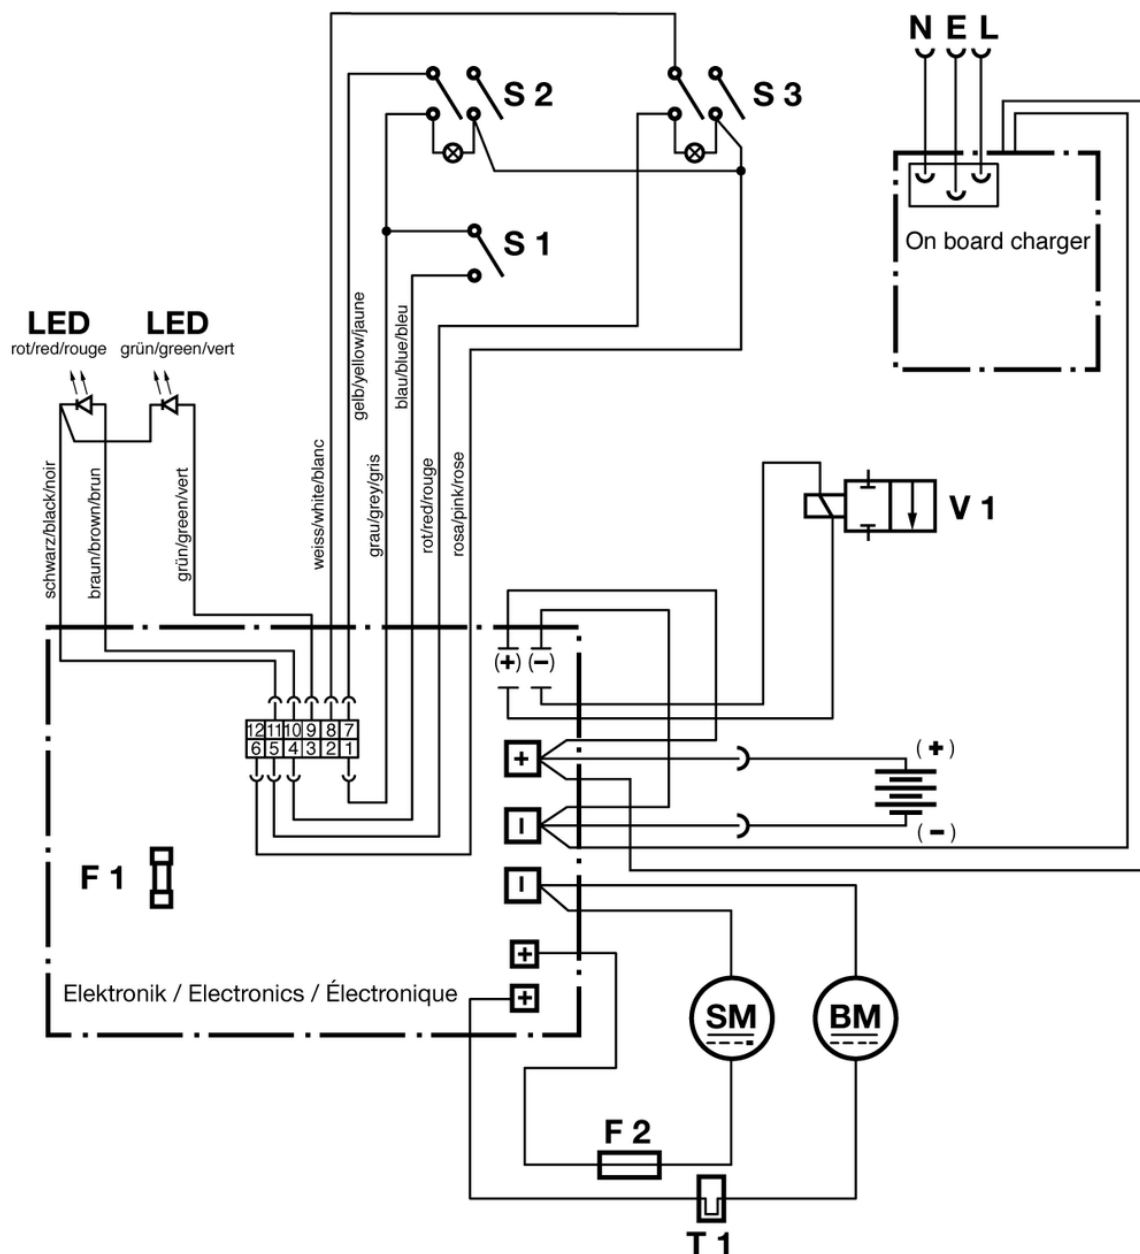 N E L
S 2
S 3
On board charger
S 1
LED
rot/red/rouge
LED
grün/green/vert
schwarz/black/noir
braun/brown/brun
grün/green/vert
weiss/white/blanc
gelb/yellow/jaune
grau/grey/gris
blau/blue/bleu
rot/red/rouge
rosa/pink/rose
V 1
(+) (−)
12 11 10 9 8 7
6 5 4 3 2 1
+
(+)
−
(−)
−
F 1
+
Elektronik / Electronics / Électronique
+
SM
BM
F 2
T 1